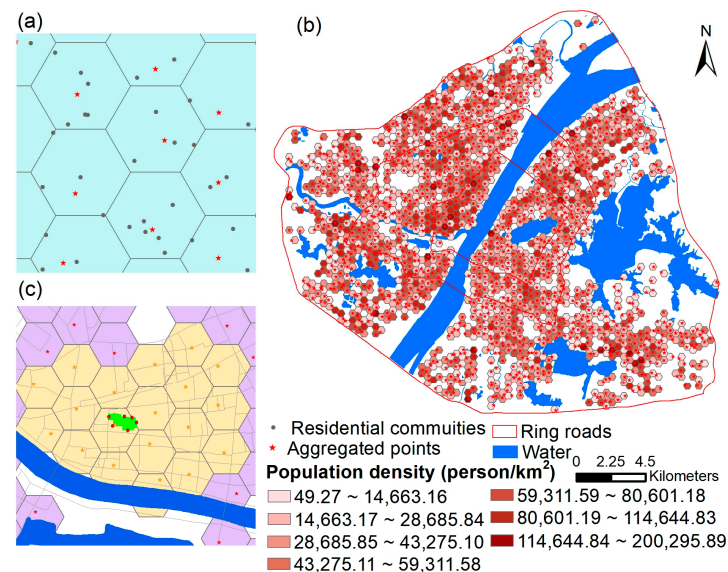 (a)
(b)
N
(c)
Residential commuities
Aggregated points
Ring roads
Water
Population density (person/km²)
0 2.25 4.5
Kilometers
49.27 ~ 14,663.16
14,663.17 ~ 28,685.84
28,685.85 ~ 43,275.10
43,275.11 ~ 59,311.58
59,311.59 ~ 80,601.18
80,601.19 ~ 114,644.83
114,644.84 ~ 200,295.89